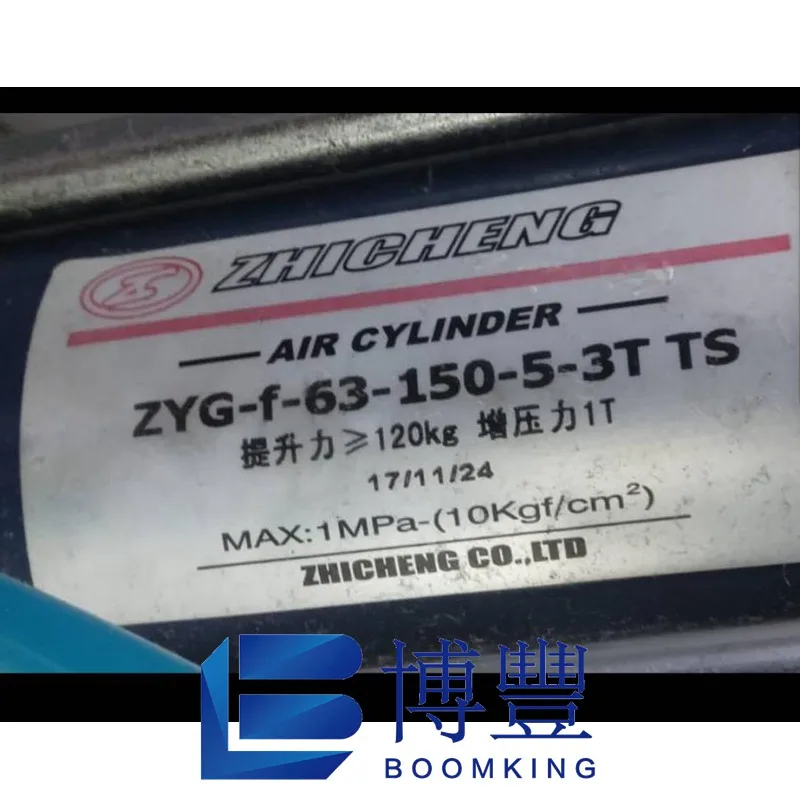 ZS ZHICHENG
AIR CYLINDER
ZYG-f-63-150-5-3T TS
提升力≥120kg 增压力1T
17/11/24
MAX:1MPa-(10Kgf/cm²)
ZHICHENG CO.,LTD
博豐
BOOMKING